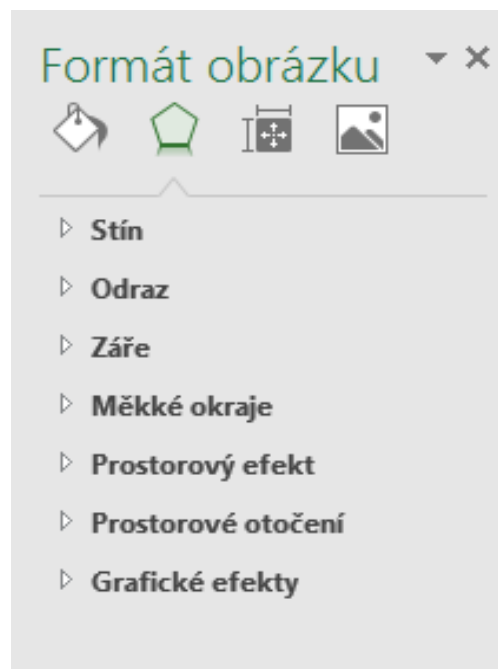 Formát obrázku
Stín
Odraz
Záře
Měkké okraje
Prostorový efekt
Prostorové otočení
Grafické efekty